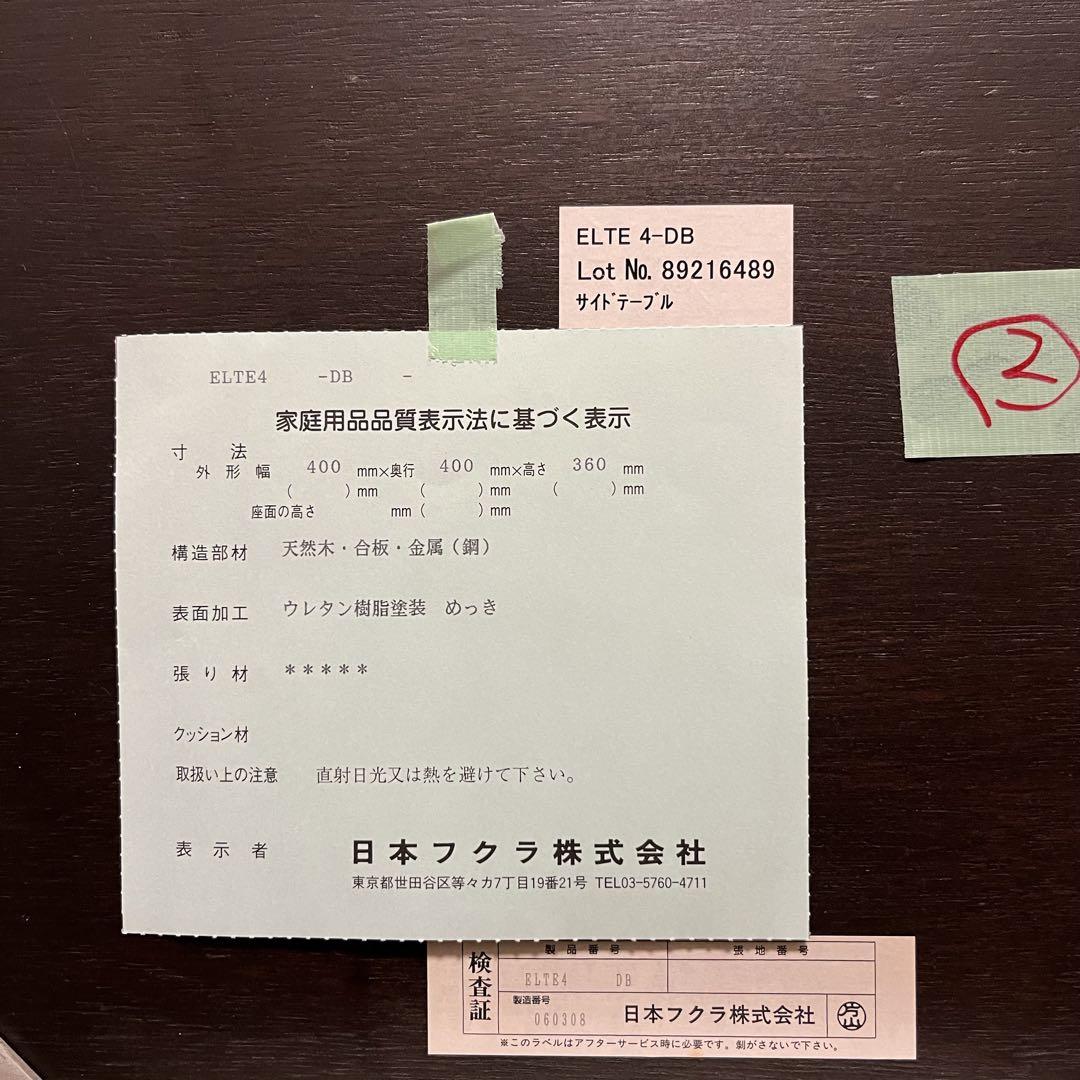 ELTE 4-DB
Lot No. 89216489
サイドテーブル
2
ELTE4 -DB -
家庭用品品質表示法に基づく表示
寸法
外形幅 400 mm×奥行 400 mm×高さ 360 mm
( )mm ( )mm ( )mm
座面の高さ mm( )mm
構造部材 天然木・合板・金属(鋼)
表面加工 ウレタン樹脂塗装 めっき
張り材 *****
クッション材
取扱い上の注意 直射日光又は熱を避けて下さい。
表示者 日本フクラ株式会社
東京都世田谷区等々力7丁目19番21号 TEL03-5760-4711
検査証
製品番号 張地番号
ELTE4 DB
製造番号
060308 日本フクラ株式会社
※このラベルはアフターサービス時に必要です。剝がさないで下さい。